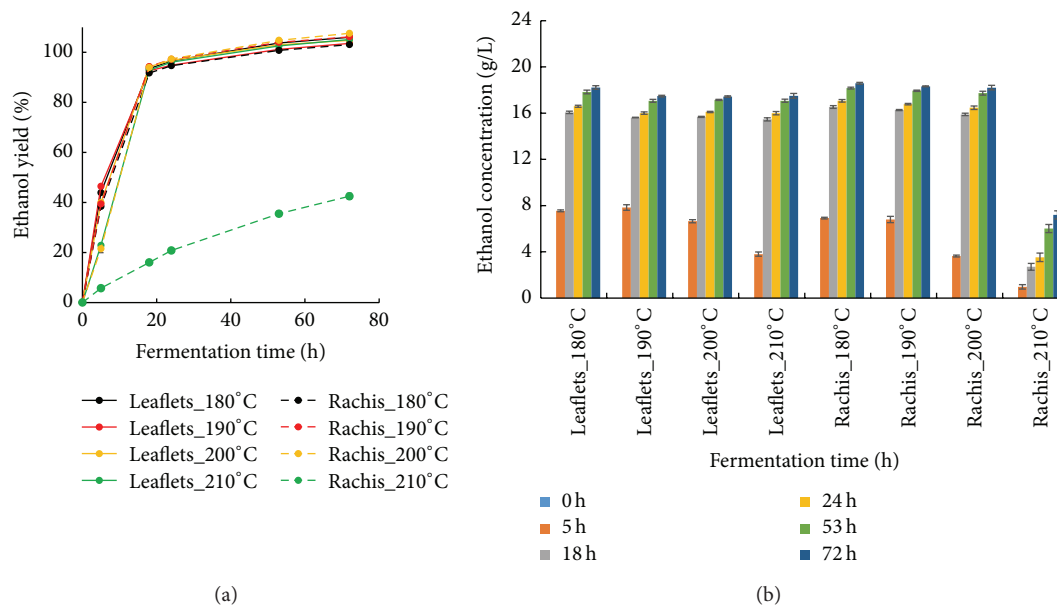 120
100
80
60
40
20
0
Ethanol yield (%)
0 20 40 60 80
Fermentation time (h)
Leaflets_180°C
Leaflets_190°C
Leaflets_200°C
Leaflets_210°C
Rachis_180°C
Rachis_190°C
Rachis_200°C
Rachis_210°C
(a)
24
20
16
12
8
4
0
Ethanol concentration (g/L)
Leaflets_180°C
Leaflets_190°C
Leaflets_200°C
Leaflets_210°C
Rachis_180°C
Rachis_190°C
Rachis_200°C
Rachis_210°C
Fermentation time (h)
0 h
5 h
18 h
24 h
53 h
72 h
(b)